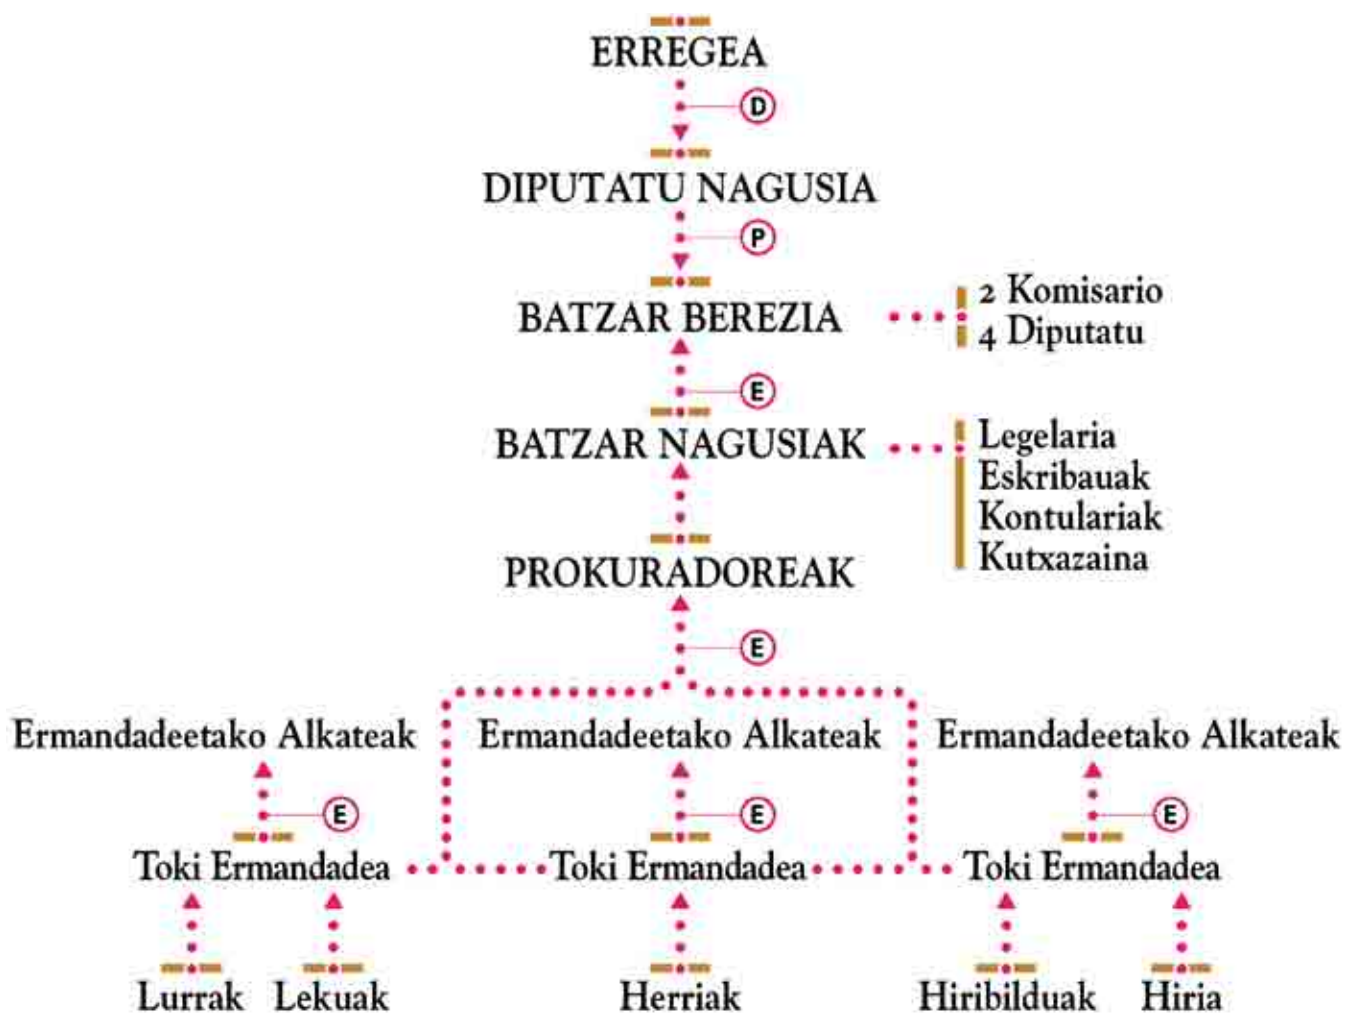 ERREGEA
D
DIPUTATU NAGUSIA
P
BATZAR BEREZIA
2 Komisario
4 Diputatu
E
BATZAR NAGUSIAK
Legelaria
Eskribauak
Kontulariak
Kutxazaina
PROKURADOREAK
E
Ermandadeetako Alkateak Ermandadeetako Alkateak Ermandadeetako Alkateak
E E E
Toki Ermandadea Toki Ermandadea Toki Ermandadea
Lurrak Lekuak Herriak Hiribilduak Hiria